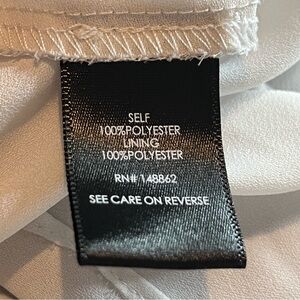 SELF
100%POLYESTER
LINING
100%POLYESTER
RN# 148862
SEE CARE ON REVERSE